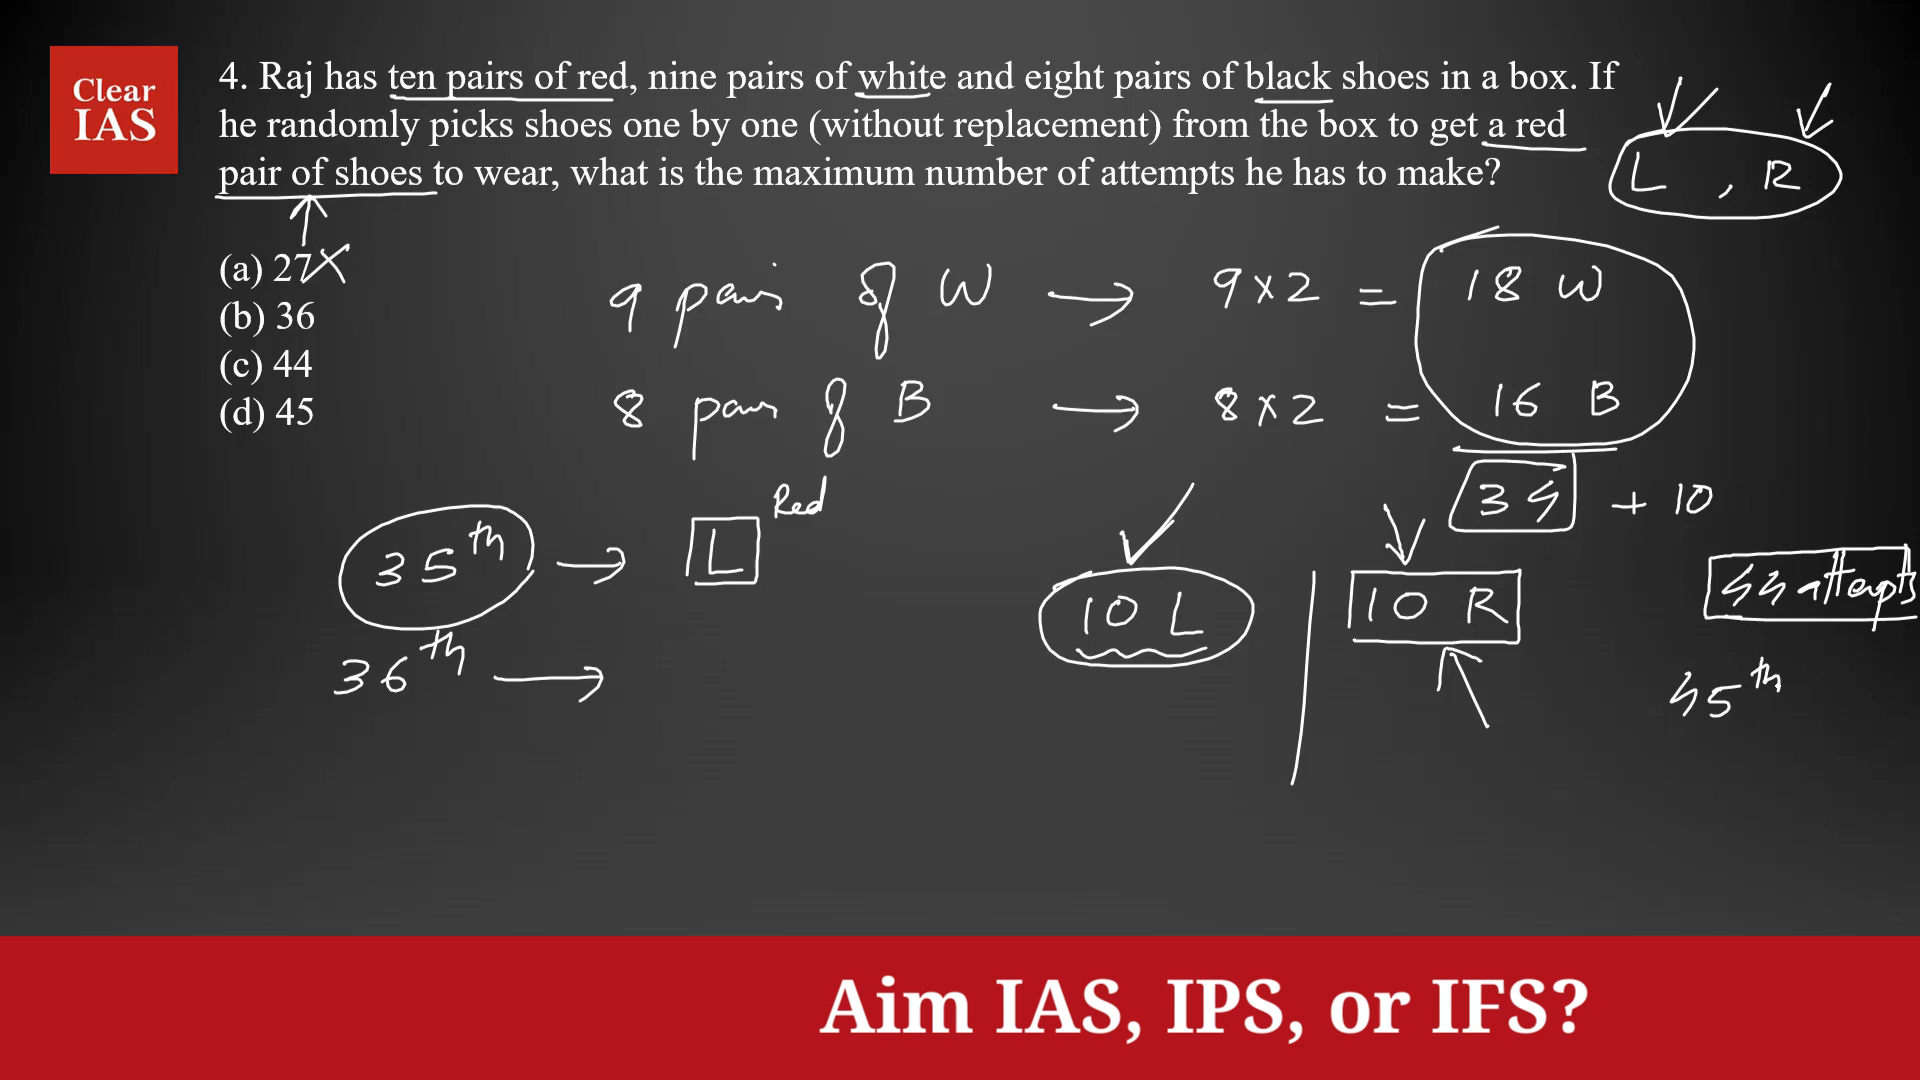 Clear
IAS
4. Raj has ten pairs of red, nine pairs of white and eight pairs of black shoes in a box. If
he randomly picks shoes one by one (without replacement) from the box to get a red
pair of shoes to wear, what is the maximum number of attempts he has to make?
L , R
(a) 27 X
(b) 36
(c) 44
(d) 45
9 pairs of W → 9 x 2 = 18 W
8 pairs of B → 8 x 2 = 16 B
34 + 10
35th → L Red
44 attempts
10 L | 10 R
36th →
45th
Aim IAS, IPS, or IFS?